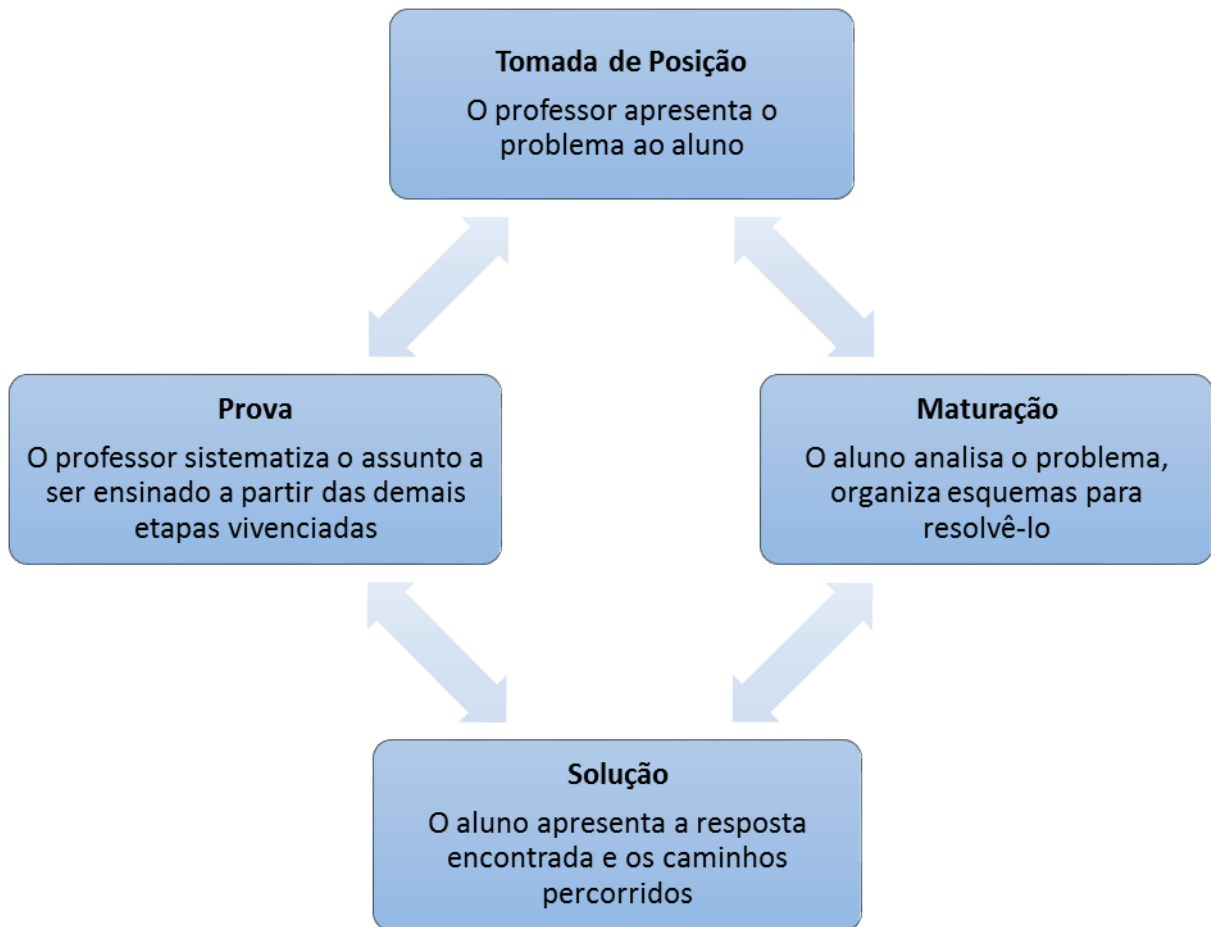 Tomada de Posição
O professor apresenta o
problema ao aluno
Prova
O professor sistematiza o assunto a
ser ensinado a partir das demais
etapas vivenciadas
Maturação
O aluno analisa o problema,
organiza esquemas para
resolvê-lo
Solução
O aluno apresenta a resposta
encontrada e os caminhos
percorridos